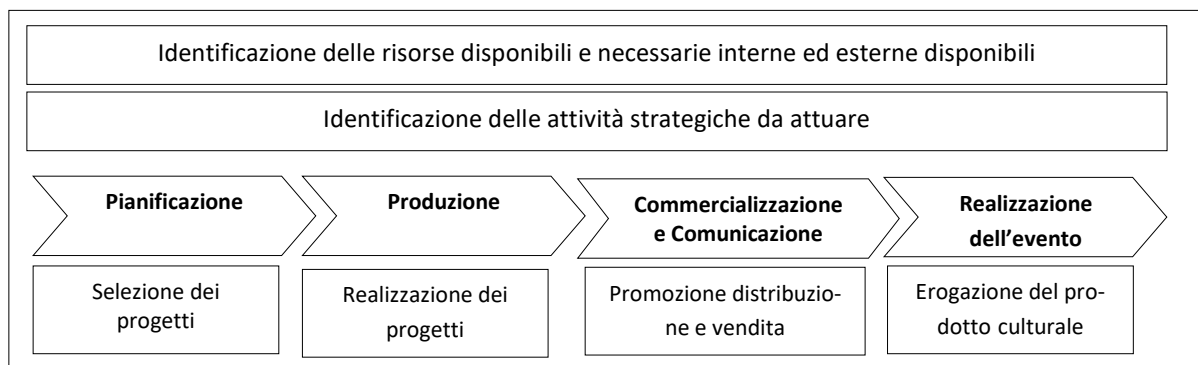 Identificazione delle risorse disponibili e necessarie interne ed esterne disponibili
Identificazione delle attività strategiche da attuare
Pianificazione
Produzione
Commercializzazione
e Comunicazione
Realizzazione
dell’evento
Selezione dei
progetti
Realizzazione dei
progetti
Promozione distribuzio-
ne e vendita
Erogazione del pro-
dotto culturale